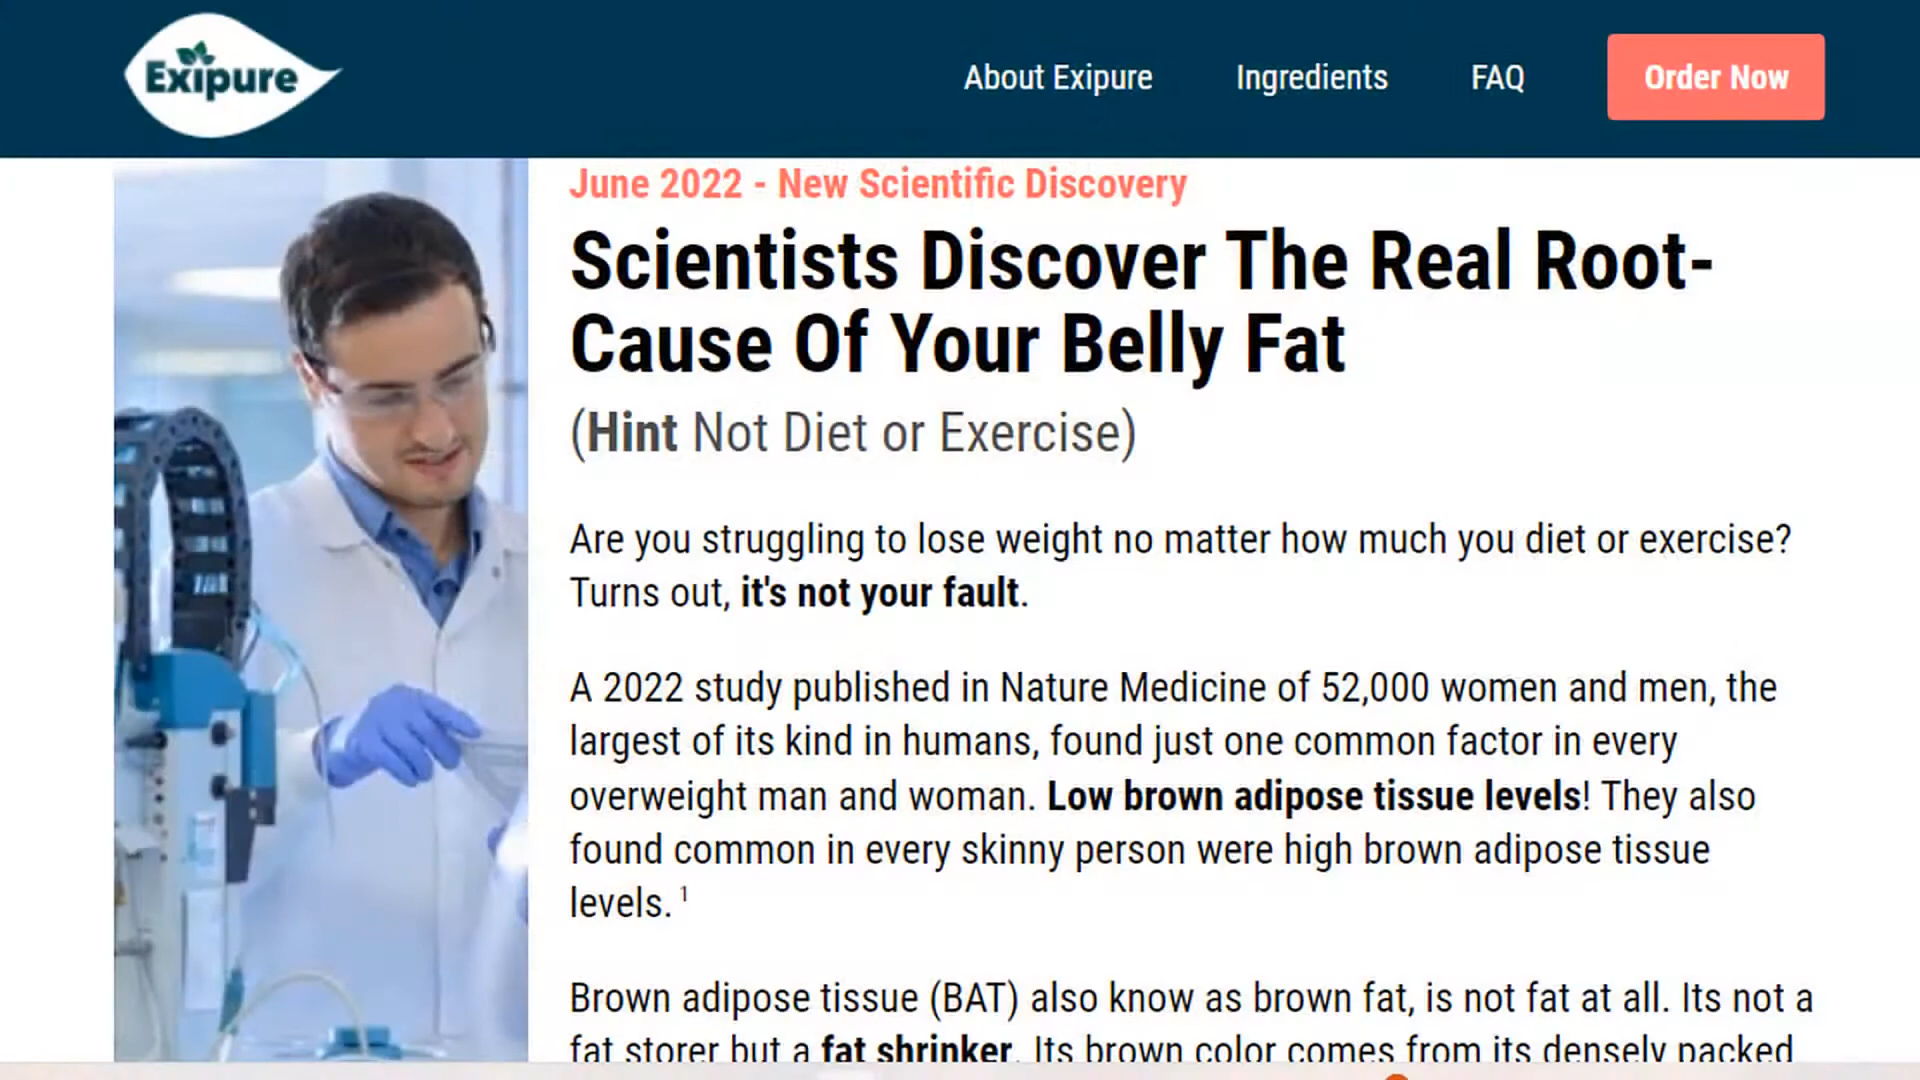 Exipure
About Exipure
Ingredients
FAQ
Order Now
June 2022 - New Scientific Discovery
Scientists Discover The Real Root-
Cause Of Your Belly Fat
(Hint Not Diet or Exercise)
Are you struggling to lose weight no matter how much you diet or exercise?
Turns out, it's not your fault.
A 2022 study published in Nature Medicine of 52,000 women and men, the
largest of its kind in humans, found just one common factor in every
overweight man and woman. Low brown adipose tissue levels! They also
found common in every skinny person were high brown adipose tissue
levels. 1
Brown adipose tissue (BAT) also know as brown fat, is not fat at all. Its not a
fat storer but a fat shrinker. Its brown color comes from its densely packed